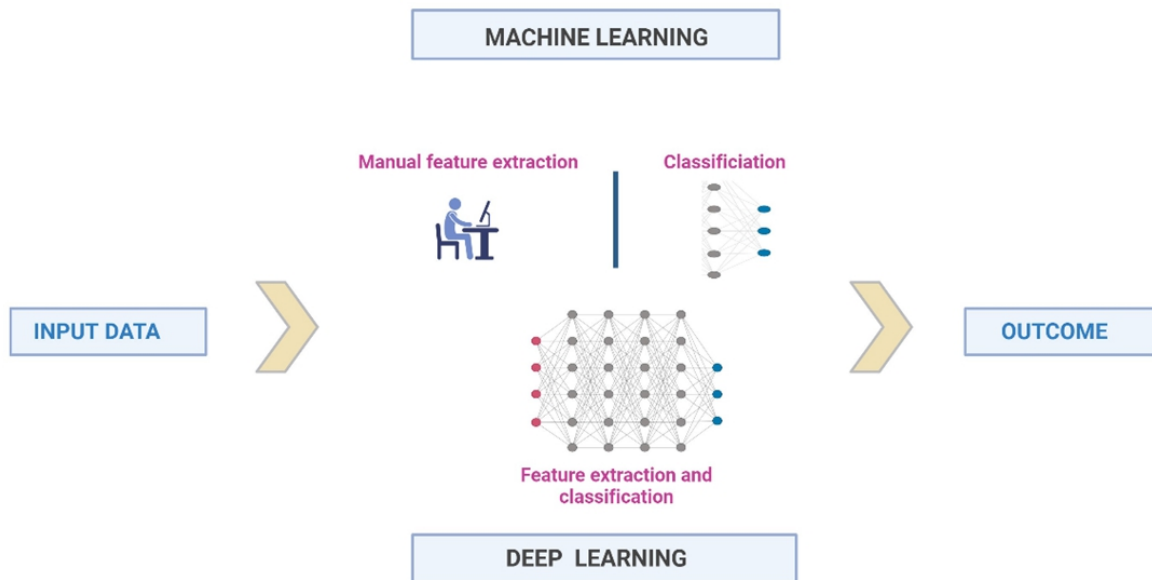 MACHINE LEARNING
Manual feature extraction
Classificiation
INPUT DATA
OUTCOME
Feature extraction and
classification
DEEP LEARNING